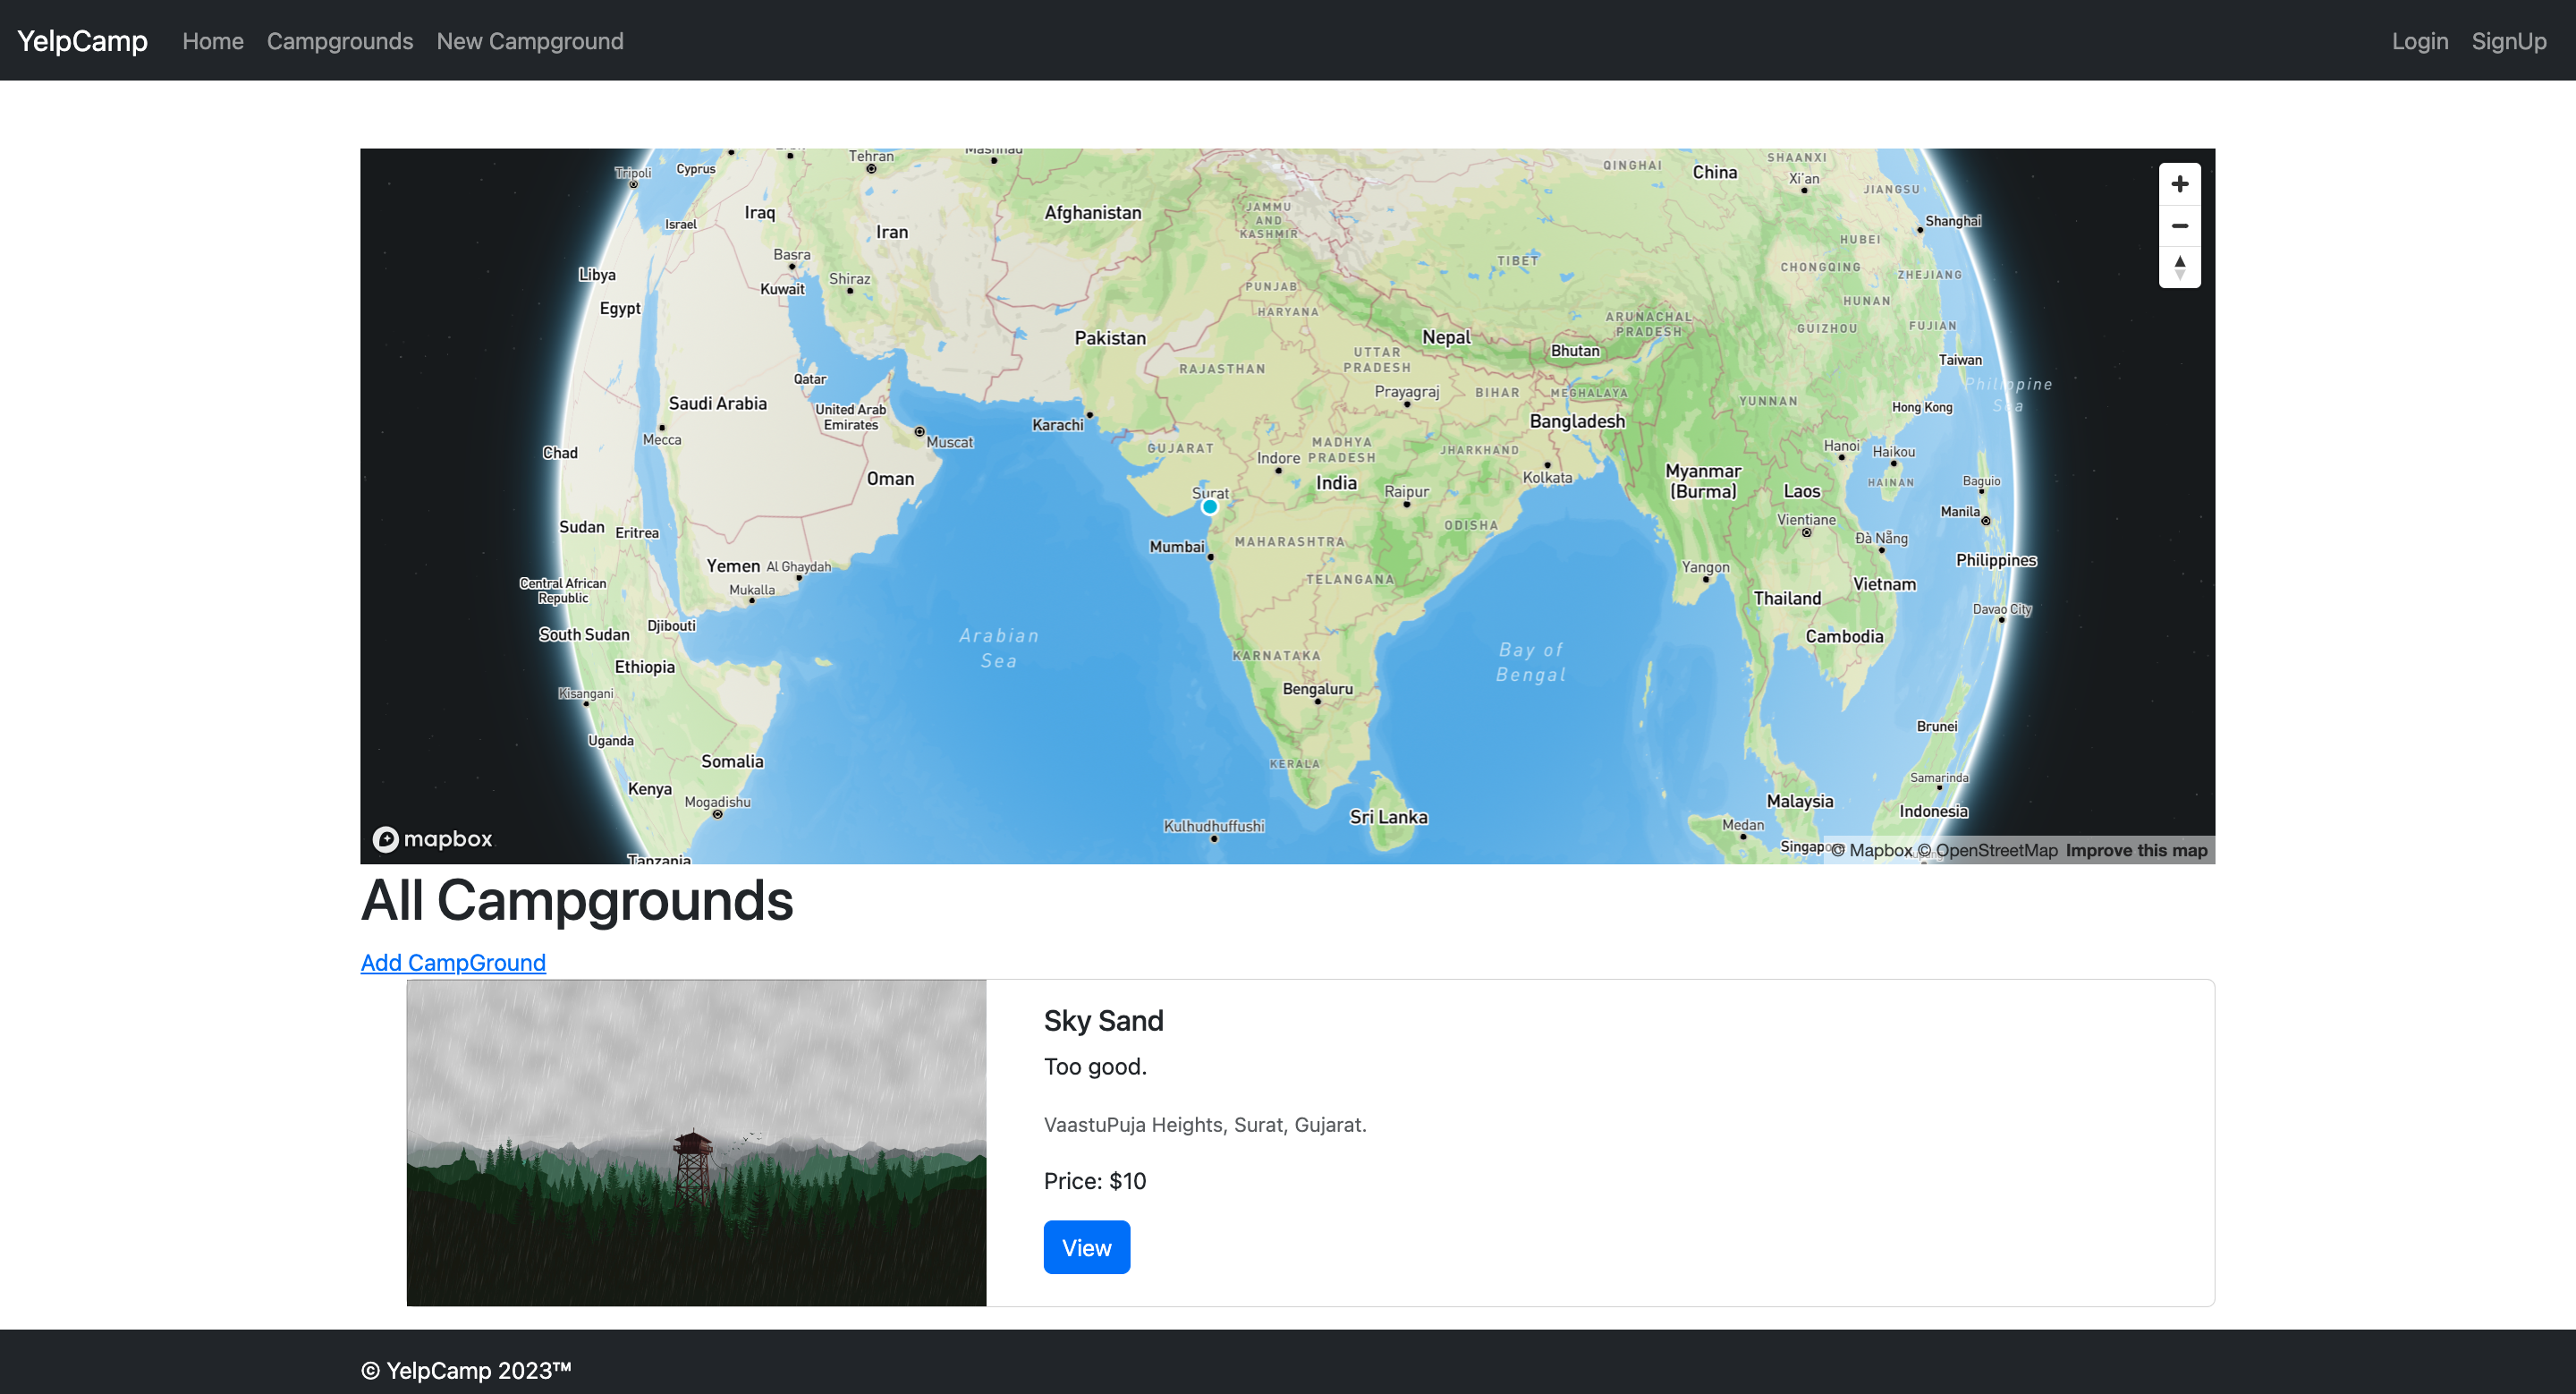 YelpCamp Home Campgrounds New Campground Login SignUp
Tehran
Cyprus
Tripoli
Israel
Iraq
Iran
Afghanistan
JAMMU
AND
KASHMIR
QINGHAI
China
SHAANXI
Xi'an
JIANGSU
Shanghai
HUBEI
Basra
Kuwait
Shiraz
Libya
Egypt
PUNJAB
HARYANA
TIBET
CHONGQING
ZHEJIANG
HUNAN
Pakistan
RAJASTHAN
Nepal
UTTAR
PRADESH
Bhutan
ARUNACHAL
PRADESH
GUIZHOU
FUJIAN
Taiwan
Philippine
Sea
Qatar
Saudi Arabia
United Arab
Emirates
Mecca
Muscat
Karachi
Prayagraj
BIHAR
MEGHALAYA
Bangladesh
YUNNAN
Hong Kong
Chad
Oman
GUJARAT
Indore
MADHYA
PRADESH
JHARKHAND
Kolkata
India
Raipur
Surat
Myanmar
(Burma)
Hanoi
Haikou
HAINAN
Laos
Vientiane
Baguio
Manila
Sudan
Eritrea
ODISHA
Mumbai
MAHARASHTRA
TELANGANA
Đà Nẵng
Philippines
Yemen
Al Ghaydah
Mukalla
Central African
Republic
Yangon
Thailand
Vietnam
Davao City
South Sudan
Djibouti
Ethiopia
Arabian
Sea
KARNATAKA
Bay of
Bengal
Cambodia
Kisangani
Bengaluru
Uganda
Somalia
KERALA
Brunei
Kenya
Mogadishu
Samarinda
Malaysia
Indonesia
Kulhudhuffushi
Sri Lanka
Medan
mapbox
Tanzania
© Mapbox © OpenStreetMap Improve this map
All Campgrounds
Add CampGround
Sky Sand
Too good.
VaastuPuja Heights, Surat, Gujarat.
Price: $10
View
© YelpCamp 2023™